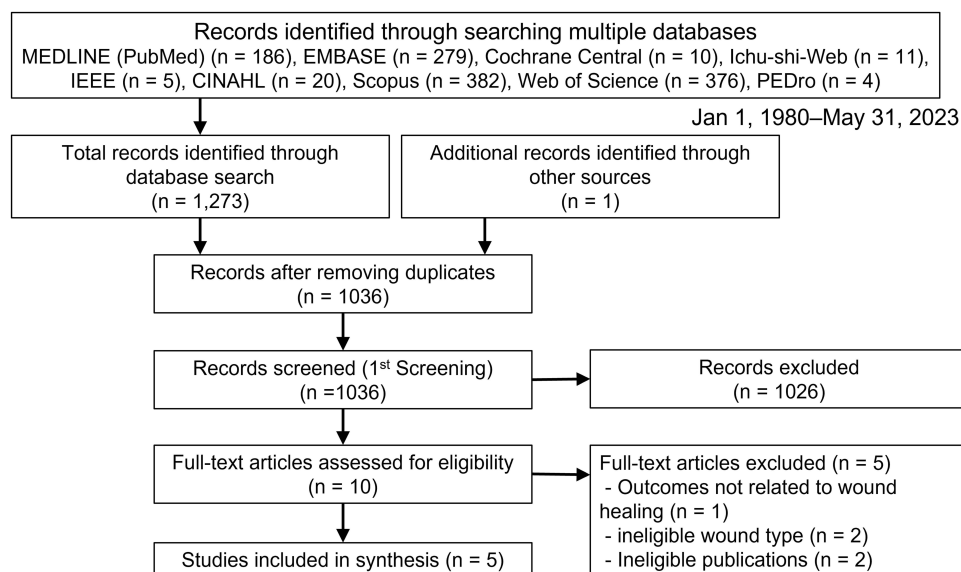 Records identified through searching multiple databases
MEDLINE (PubMed) (n = 186), EMBASE (n = 279), Cochrane Central (n = 10), Ichu-shi-Web (n = 11),
IEEE (n = 5), CINAHL (n = 20), Scopus (n = 382), Web of Science (n = 376), PEDro (n = 4)
Jan 1, 1980–May 31, 2023
Total records identified through
database search
(n = 1,273)
Additional records identified through
other sources
(n = 1)
Records after removing duplicates
(n = 1036)
Records screened (1st Screening)
(n =1036)
Records excluded
(n = 1026)
Full-text articles assessed for eligibility
(n = 10)
Full-text articles excluded (n = 5)
- Outcomes not related to wound
healing (n = 1)
- ineligible wound type (n = 2)
- Ineligible publications (n = 2)
Studies included in synthesis (n = 5)